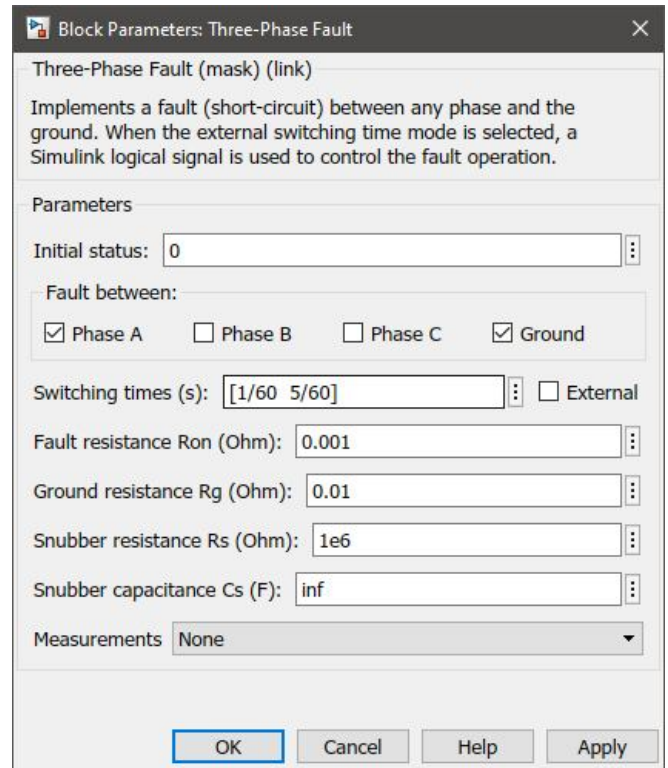 Block Parameters: Three-Phase Fault
Three-Phase Fault (mask) (link)
Implements a fault (short-circuit) between any phase and the
ground. When the external switching time mode is selected, a
Simulink logical signal is used to control the fault operation.
Parameters
Initial status: 0
Fault between:
Phase A Phase B Phase C Ground
Switching times (s): [1/60 5/60] External
Fault resistance Ron (Ohm): 0.001
Ground resistance Rg (Ohm): 0.01
Snubber resistance Rs (Ohm): 1e6
Snubber capacitance Cs (F): inf
Measurements None
OK Cancel Help Apply